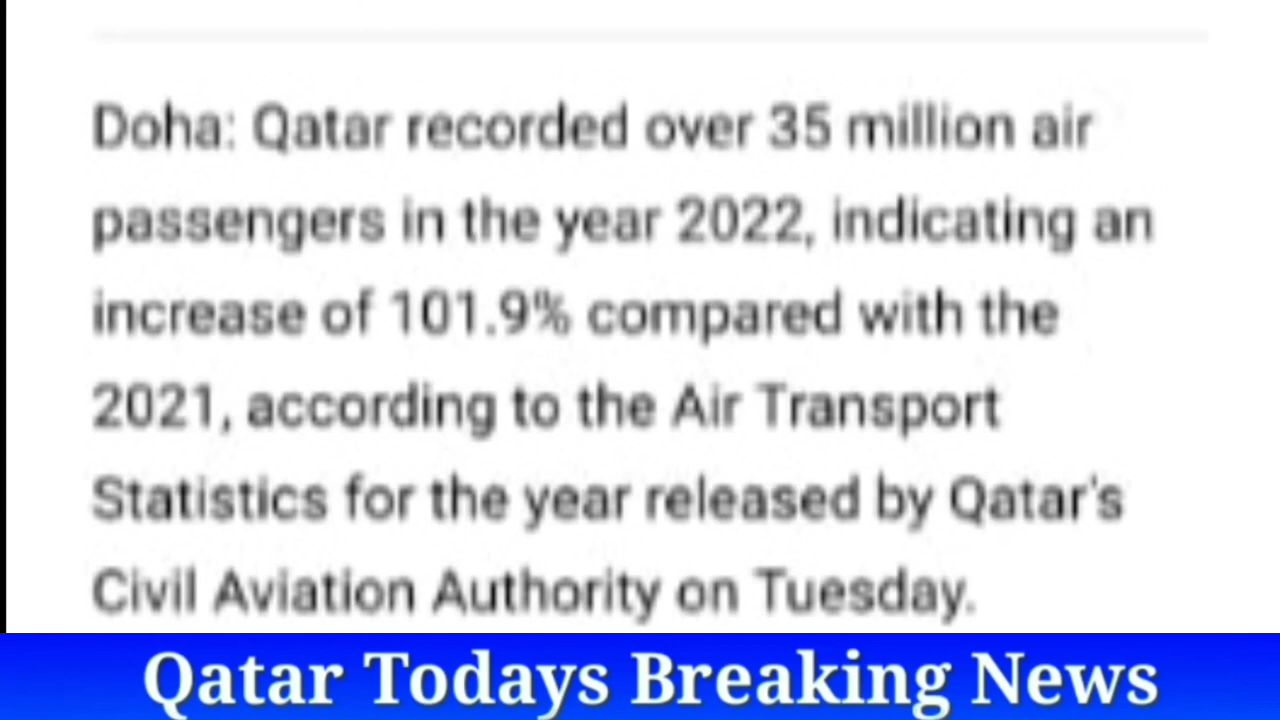 Doha: Qatar recorded over 35 million air
passengers in the year 2022, indicating an
increase of 101.9% compared with the
2021, according to the Air Transport
Statistics for the year released by Qatar's
Civil Aviation Authority on Tuesday.
Qatar Todays Breaking News